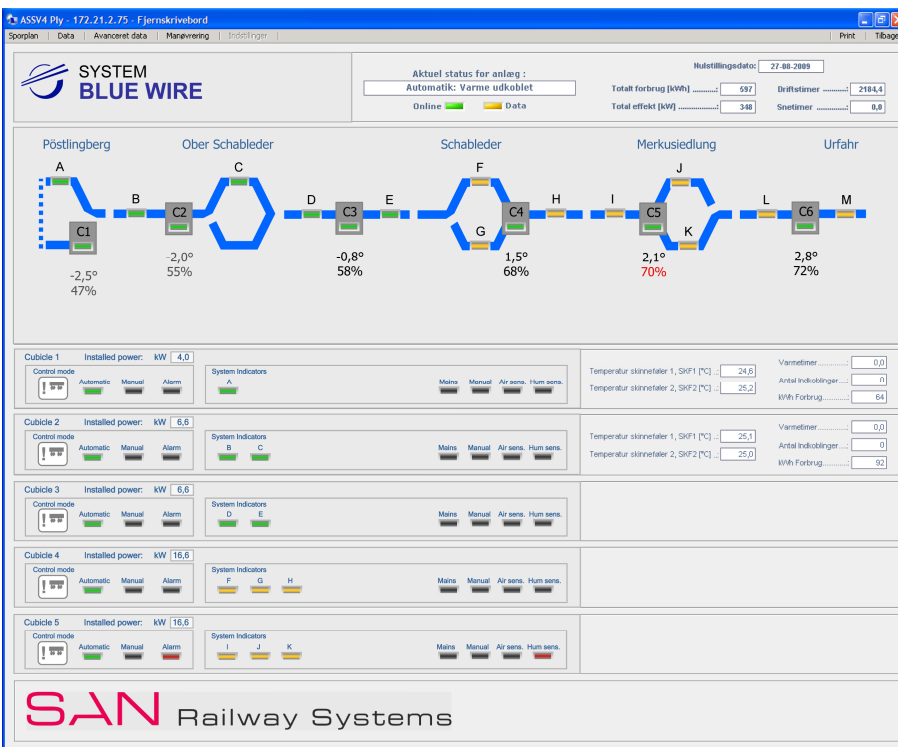 ASSV4 Ply - 172.21.2.75 - Fjernskrivebord
Sporplan | Data | Avanceret data | Manøvrering | Indstillinger | Print | Tilbage
SYSTEM
BLUE WIRE
Aktuel status for anlæg :
Automatik: Varme udkoblet
Online Data
Nulstillingsdato: 27-08-2009
Totalt forbrug [kWh] ..........: 597 Driftstimer ..........: 2184,4
Total effekt [kW] .................: 348 Snetimer .............: 0,0
Pöstlingberg Ober Schableder Schableder Merkusiedlung Urfahr
A C F J
B D E H I L M
C1 C2 C3 C4 C5 C6
G K
-2,5° -2,0° -0,8° 1,5° 2,1° 2,8°
47% 55% 58% 68% 70% 72%
Cubicle 1 Installed power: kW 4,0
Control mode System Indicators
Automatic Manual Alarm A Mains Manual Air sens. Hum sens.
Temperatur skinneføler 1, SKF1 [°C] ..: 24,6
Temperatur skinneføler 2, SKF2 [°C] ..: 25,2
Varmetimer............: 0,0
Antal Indkoblinger....: 0
kWh Forbrug............: 64
Cubicle 2 Installed power: kW 6,6
Control mode System Indicators
Automatic Manual Alarm B C Mains Manual Air sens. Hum sens.
Temperatur skinneføler 1, SKF1 [°C] ..: 25,1
Temperatur skinneføler 2, SKF2 [°C] ..: 25,0
Varmetimer............: 0,0
Antal Indkoblinger....: 0
kWh Forbrug............: 92
Cubicle 3 Installed power: kW 6,6
Control mode System Indicators
Automatic Manual Alarm D E Mains Manual Air sens. Hum sens.
Cubicle 4 Installed power: kW 16,6
Control mode System Indicators
Automatic Manual Alarm F G H Mains Manual Air sens. Hum sens.
Cubicle 5 Installed power: kW 16,6
Control mode System Indicators
Automatic Manual Alarm I J K Mains Manual Air sens. Hum sens.
SAN Railway Systems